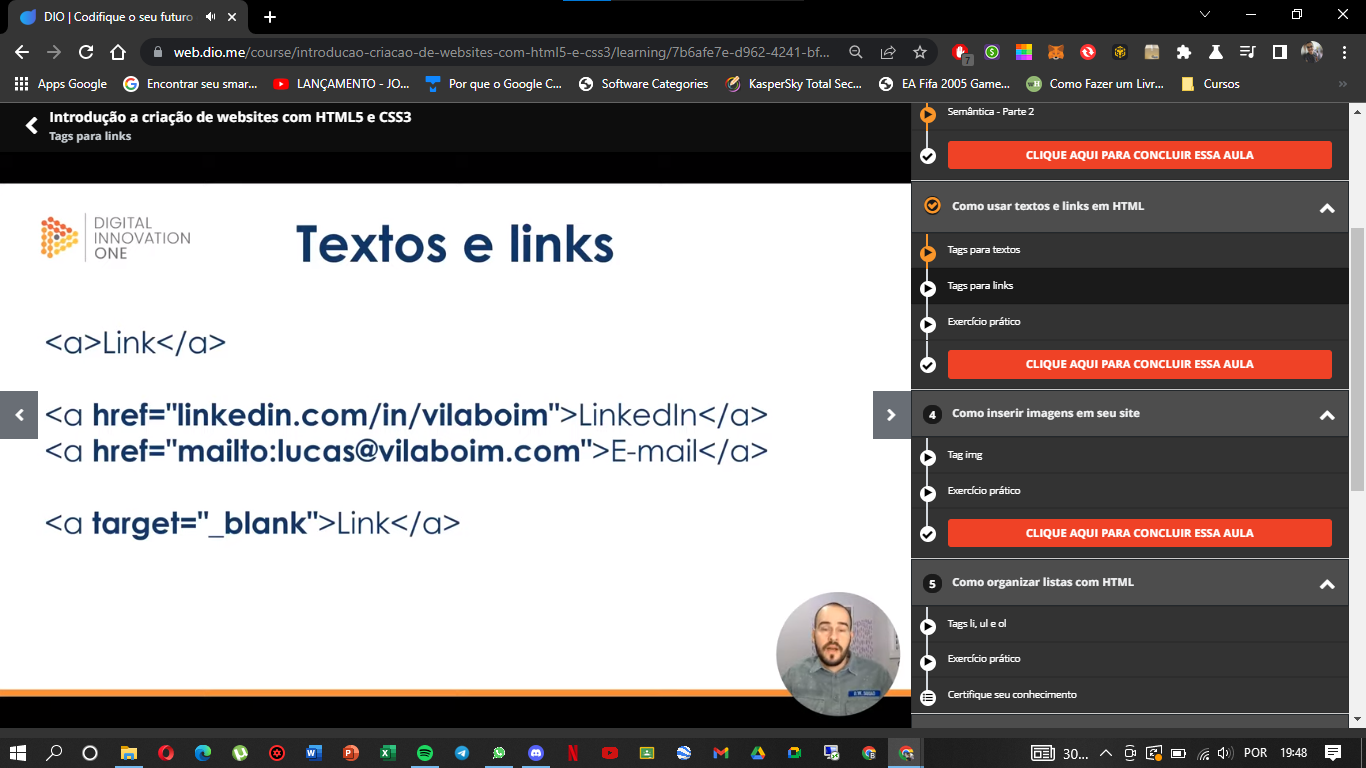 DIO | Codifique o seu futuro
web.dio.me/course/introducao-criacao-de-websites-com-html5-e-css3/learning/7b6afe7e-d962-4241-bf...
7
Apps Google
Encontrar seu smar...
LANÇAMENTO - JO...
Por que o Google C...
Software Categories
KasperSky Total Sec...
EA Fifa 2005 Game...
Como Fazer um Livr...
Cursos
Introdução a criação de websites com HTML5 e CSS3
Tags para links
DIGITAL
INNOVATION
ONE
Textos e links
<a>Link</a>
<a href="linkedin.com/in/vilaboim">LinkedIn</a>
<a href="mailto:lucas@vilaboim.com">E-mail</a>
<a target="_blank">Link</a>
Semântica - Parte 2
CLIQUE AQUI PARA CONCLUIR ESSA AULA
Como usar textos e links em HTML
Tags para textos
Tags para links
Exercício prático
CLIQUE AQUI PARA CONCLUIR ESSA AULA
4 Como inserir imagens em seu site
Tag img
Exercício prático
CLIQUE AQUI PARA CONCLUIR ESSA AULA
5 Como organizar listas com HTML
Tags li, ul e ol
Exercício prático
Certifique seu conhecimento
30...
POR
19:48